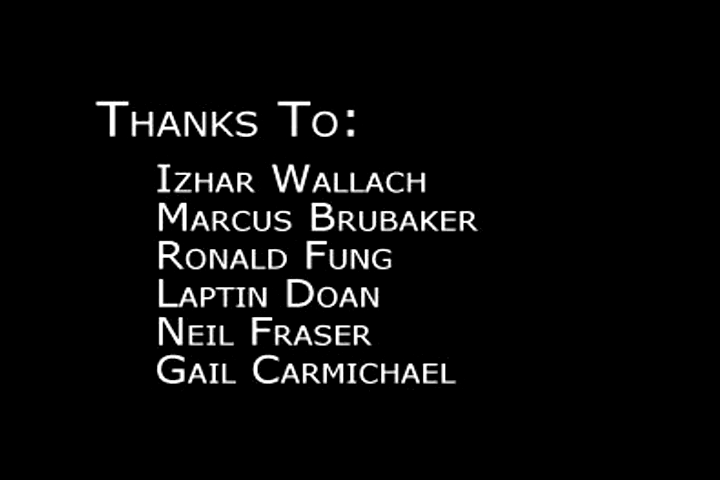 Thanks To:
Izhar Wallach
Marcus Brubaker
Ronald Fung
Laptin Doan
Neil Fraser
Gail Carmichael